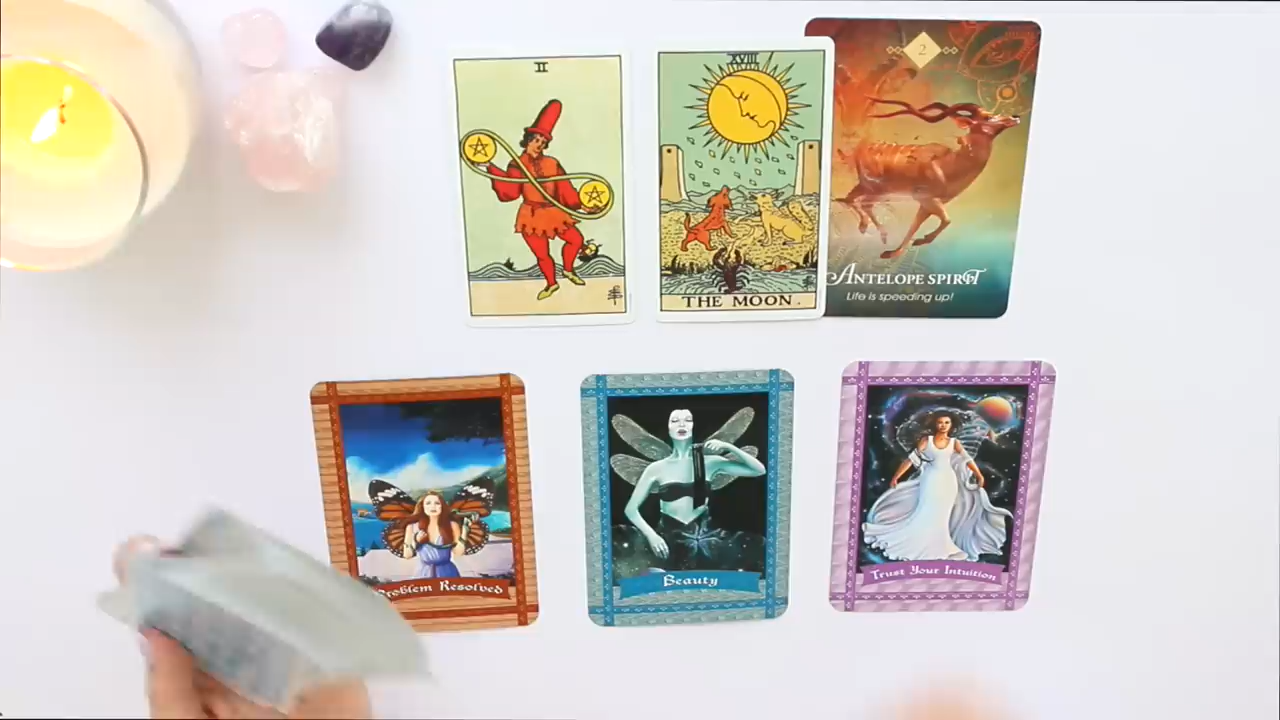 II
XVIII
THE MOON.
2
ANTELOPE SPIRIT
Life is speeding up!
Problem Resolved
Beauty
Trust Your Intuition